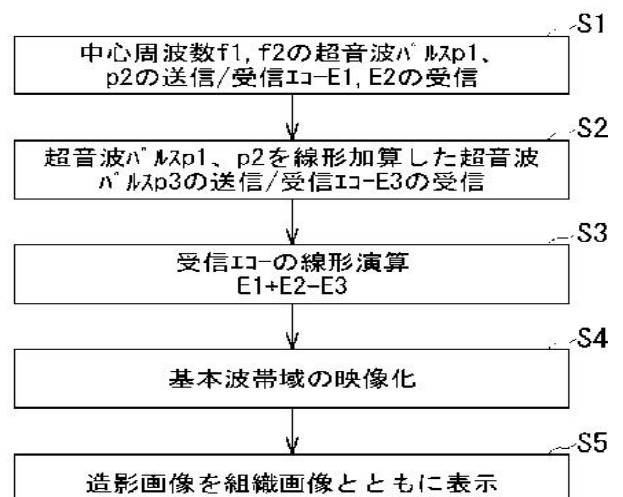 S1
中心周波数f1,f2の超音波ﾊﾟﾙｽp1、
p2の送信/受信ｴｺｰE1,E2の受信
S2
超音波ﾊﾟﾙｽp1、p2を線形加算した超音波
ﾊﾟﾙｽp3の送信/受信ｴｺｰE3の受信
S3
受信ｴｺｰの線形演算
E1+E2-E3
S4
基本波帯域の映像化
S5
造影画像を組織画像とともに表示